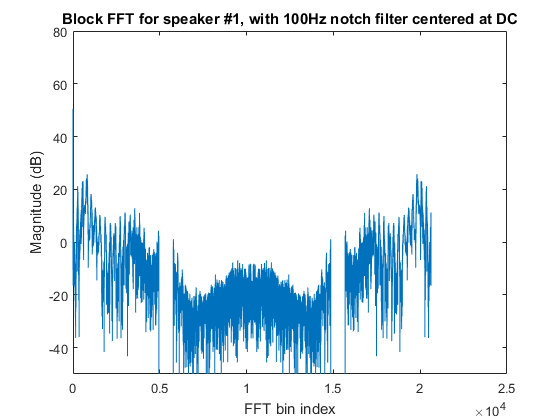 Block FFT for speaker #1, with 100Hz notch filter centered at DC
80
60
40
20
0
-20
-40
Magnitude (dB)
0 0.5 1 1.5 2 2.5
FFT bin index
×10^4